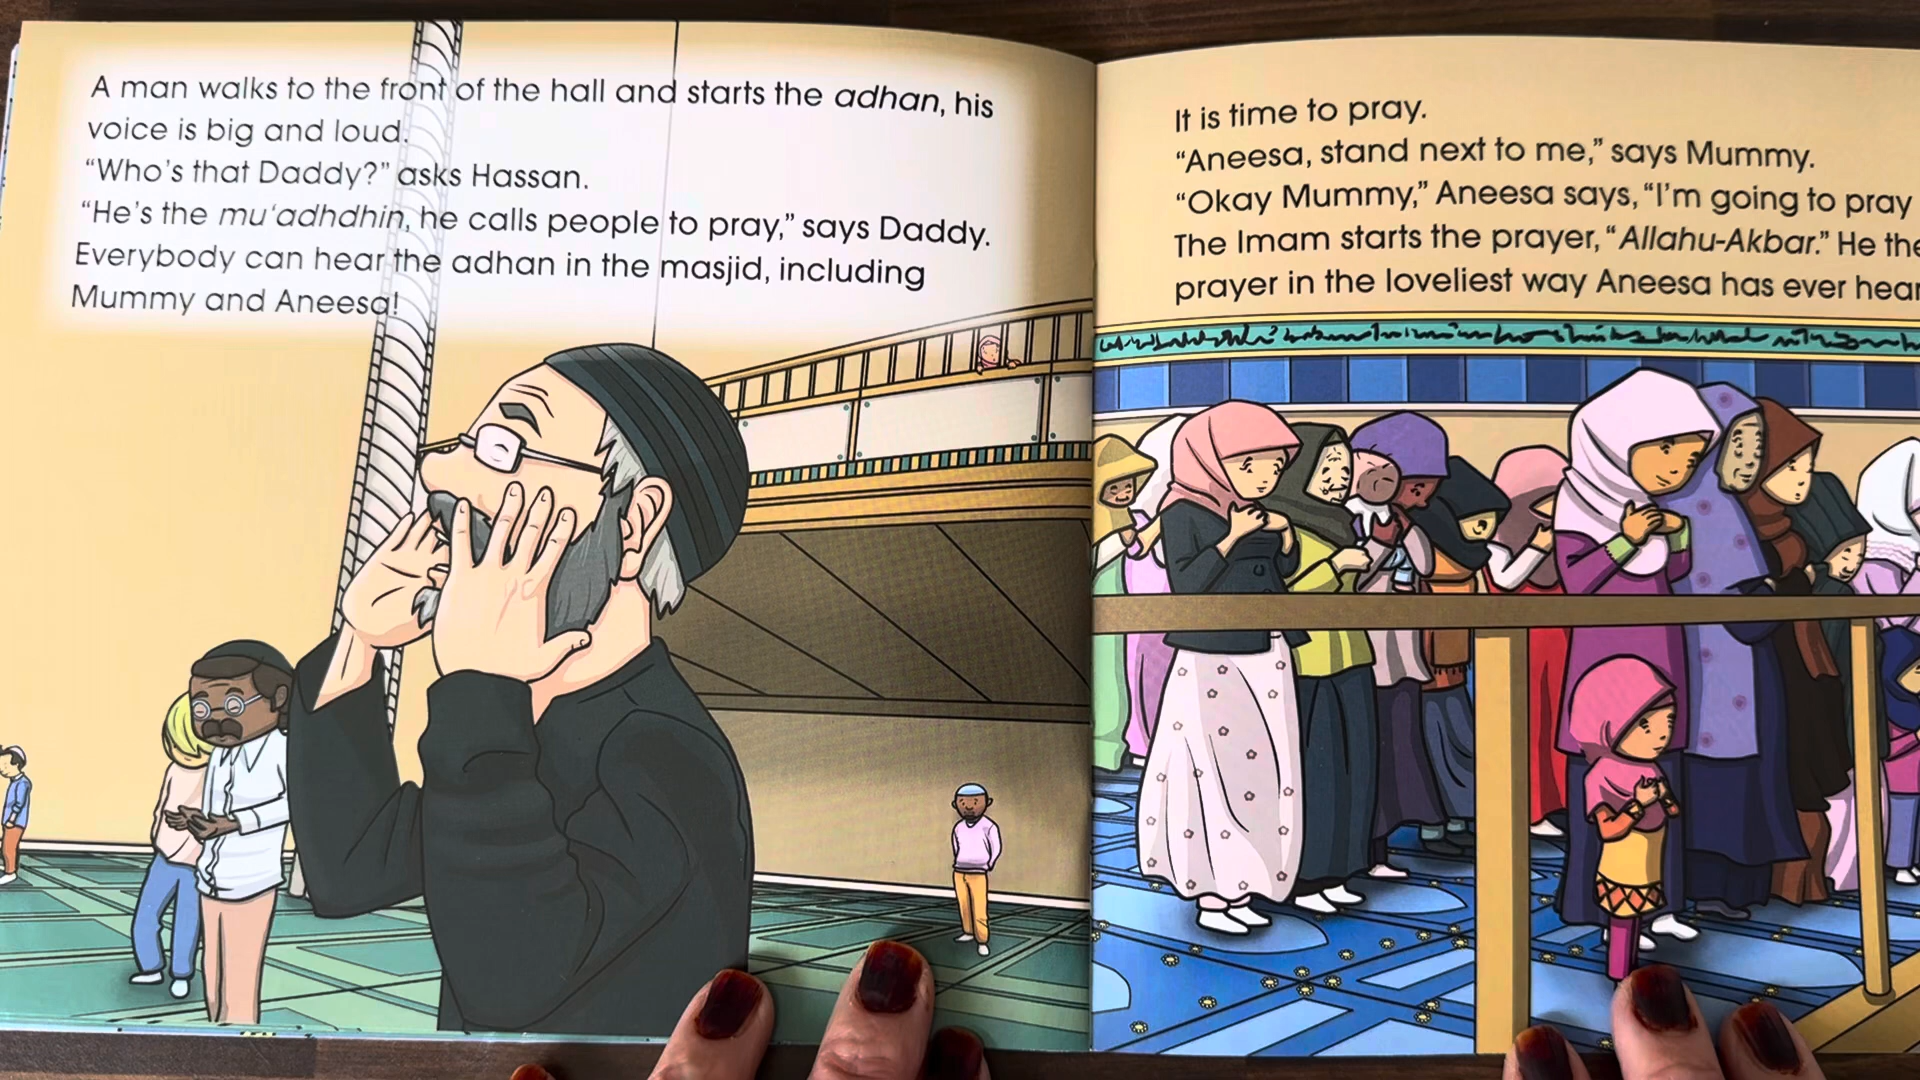 A man walks to the front of the hall and starts the adhan, his
voice is big and loud.
“Who’s that Daddy?” asks Hassan.
“He’s the mu‘adhdhin, he calls people to pray,” says Daddy.
Everybody can hear the adhan in the masjid, including
Mummy and Aneesa!
It is time to pray.
“Aneesa, stand next to me,” says Mummy.
“Okay Mummy,” Aneesa says, “I’m going to pray
The Imam starts the prayer, “Allahu-Akbar.” He
prayer in the loveliest way Aneesa has ever